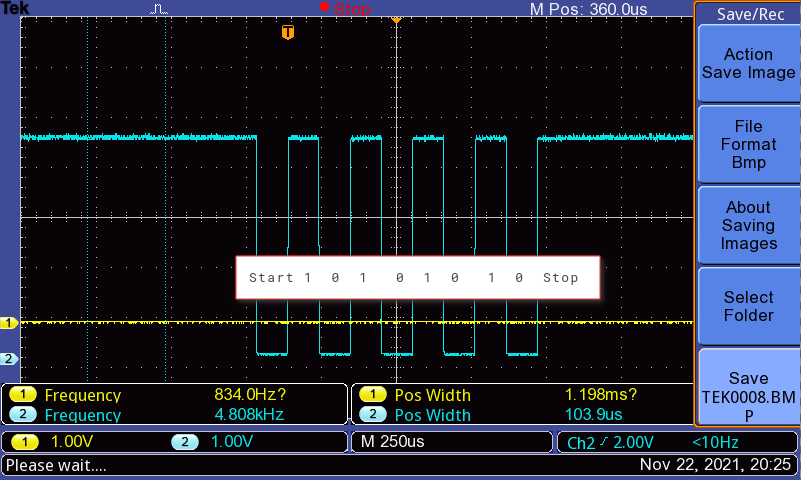 Tek
Stop
M Pos: 360.0us
Save/Rec
T
Action
Save Image
File
Format
Bmp
About
Saving
Images
Select
Folder
Save
TEK0008.BM
P
Start 1 0 1 0 1 0 1 0 Stop
1
2
1 Frequency 834.0Hz?
2 Frequency 4.808kHz
1 Pos Width 1.198ms?
2 Pos Width 103.9us
1 1.00V 2 1.00V
M 250us
Ch2 / 2.00V <10Hz
Please wait....
Nov 22, 2021, 20:25